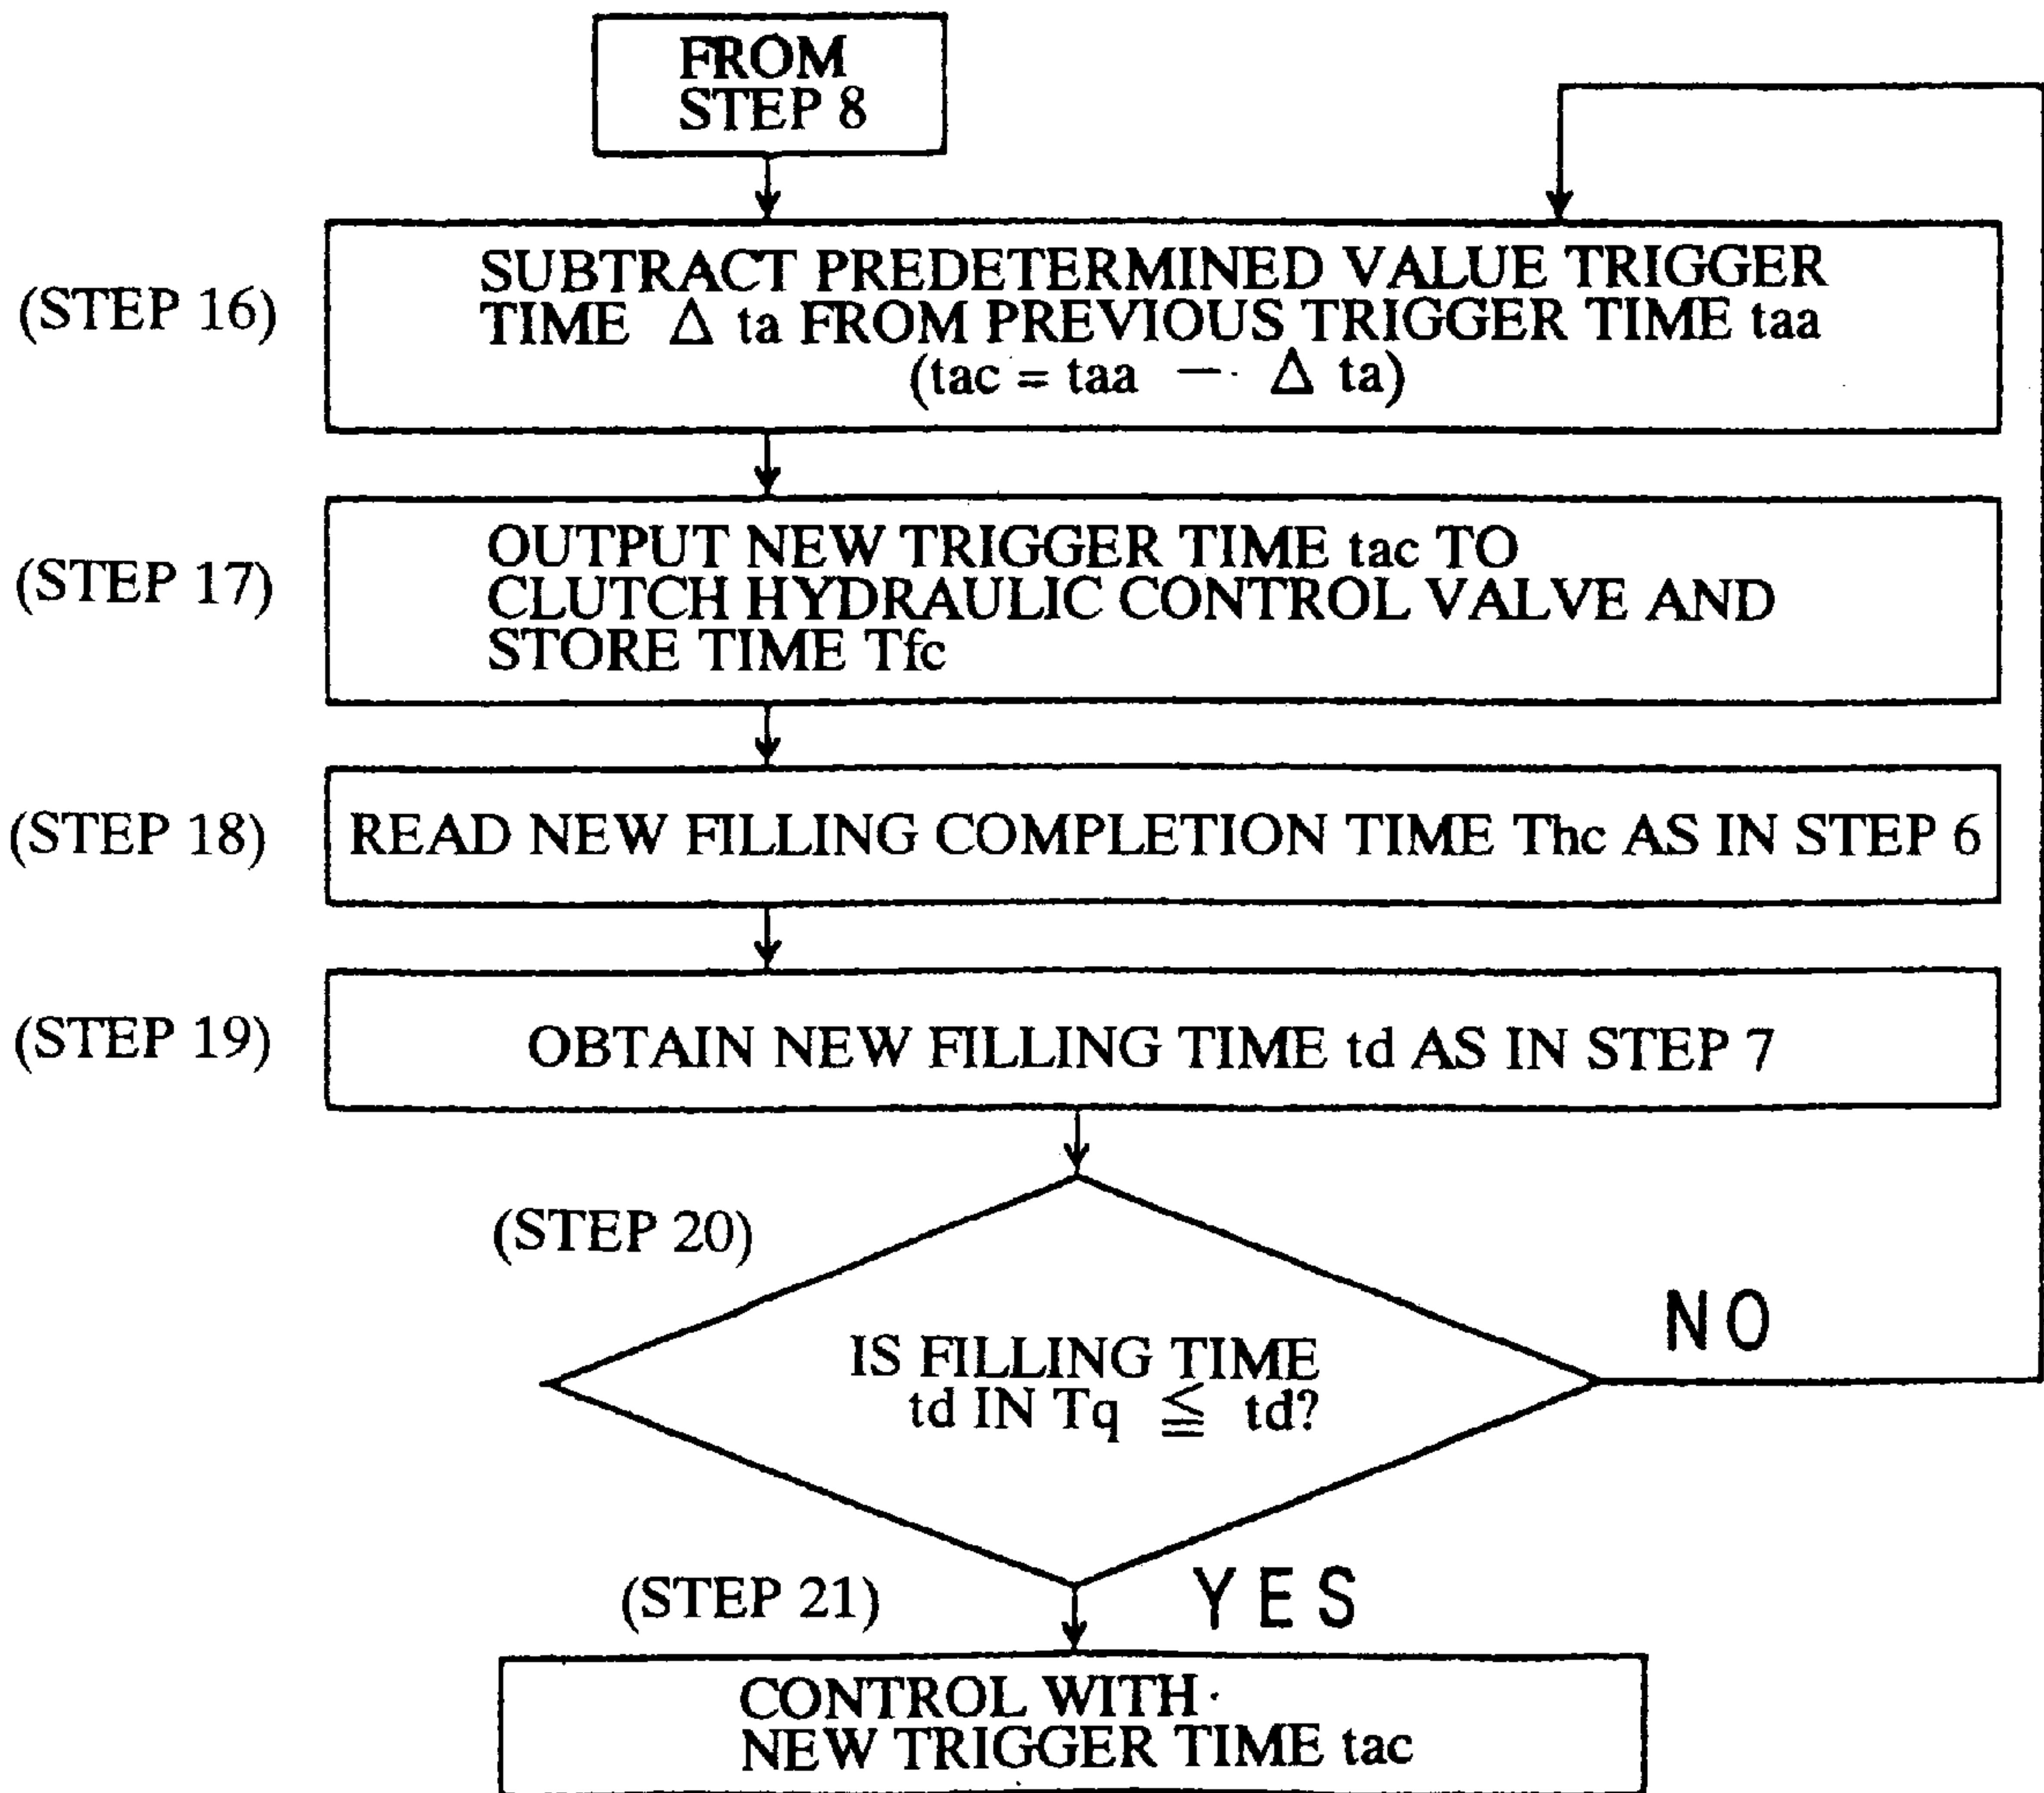 FROM
STEP 8
(STEP 16)
SUBTRACT PREDETERMINED VALUE TRIGGER
TIME Δ ta FROM PREVIOUS TRIGGER TIME taa
(tac = taa - Δ ta)
(STEP 17)
OUTPUT NEW TRIGGER TIME tac TO
CLUTCH HYDRAULIC CONTROL VALVE AND
STORE TIME Tfc
(STEP 18)
READ NEW FILLING COMPLETION TIME Thc AS IN STEP 6
(STEP 19)
OBTAIN NEW FILLING TIME td AS IN STEP 7
(STEP 20)
IS FILLING TIME
td IN Tq ≦ td?
NO
YES
(STEP 21)
CONTROL WITH
NEW TRIGGER TIME tac